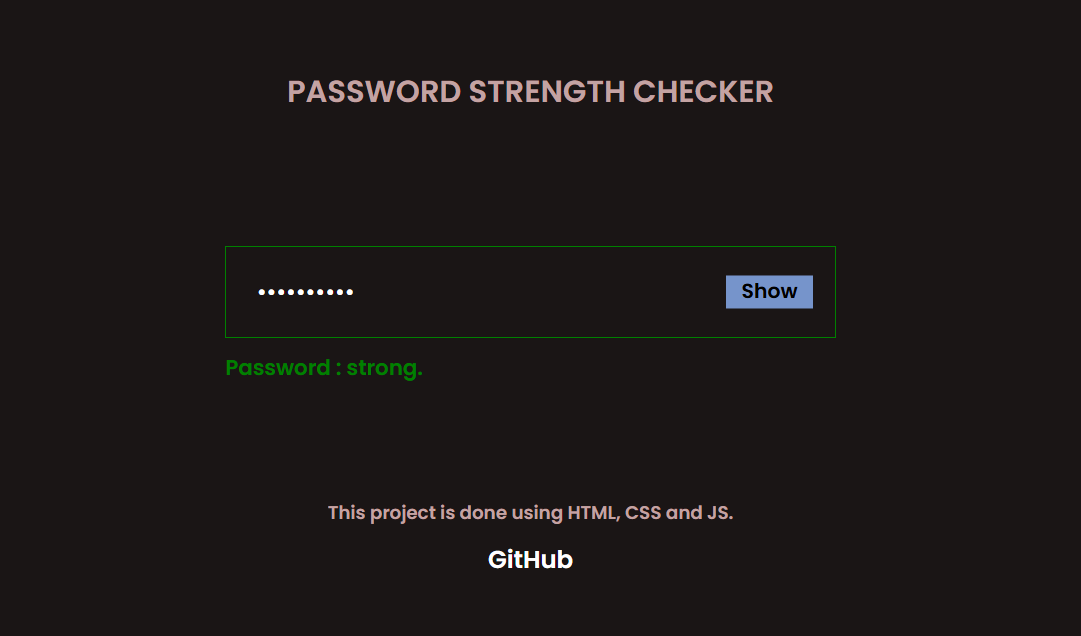 PASSWORD STRENGTH CHECKER
•••••••••• Show
Password : strong.
This project is done using HTML, CSS and JS.
GitHub